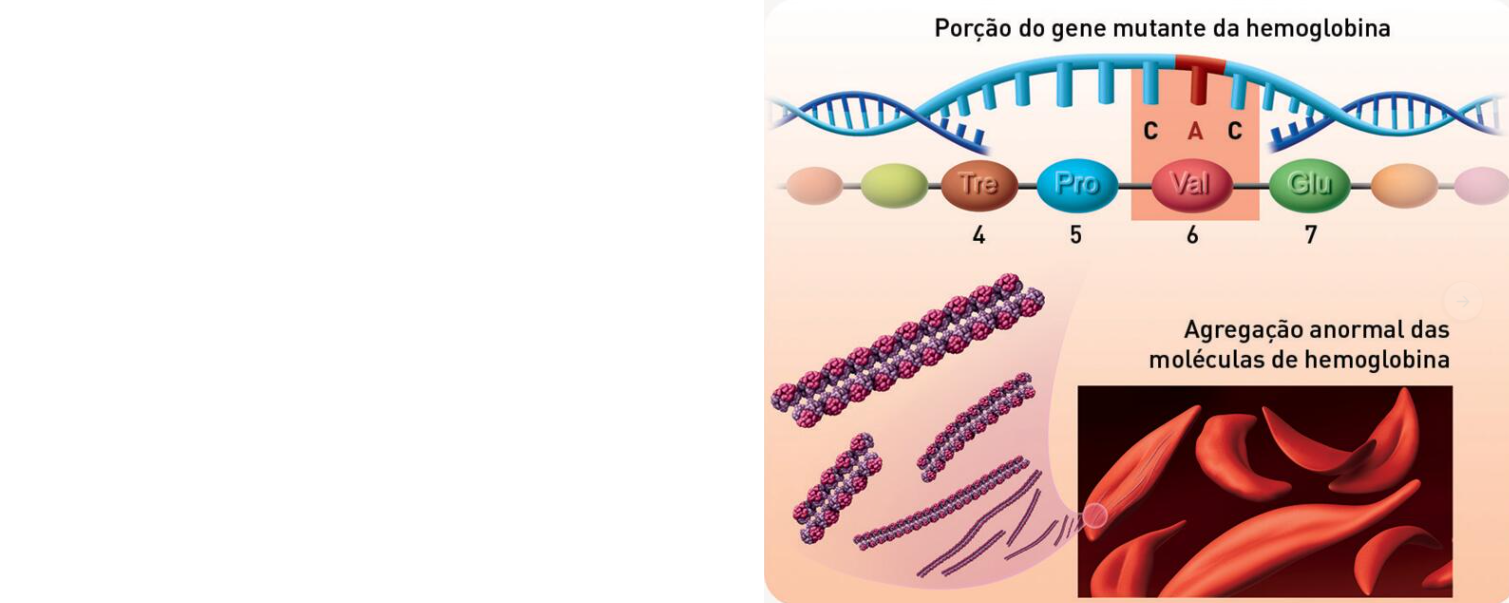 Porção do gene mutante da hemoglobina
C A C
Tre Pro Val Glu
4 5 6 7
Agregação anormal das
moléculas de hemoglobina